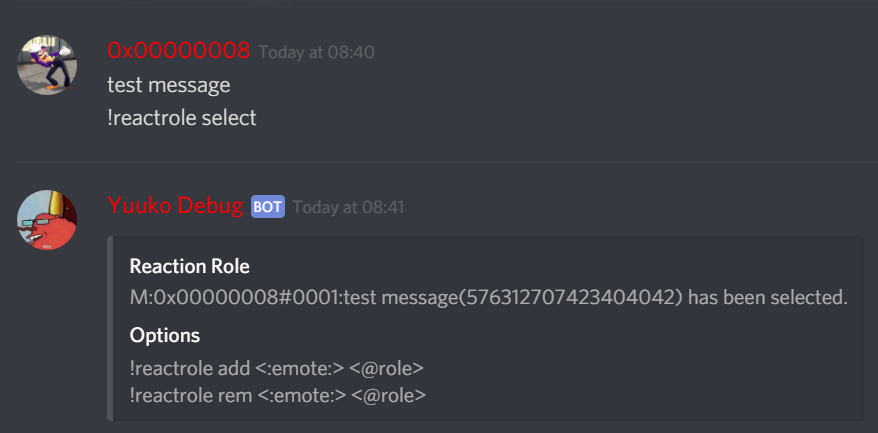 0x00000008 Today at 08:40
test message
!reactrole select
Yuuko Debug BOT Today at 08:41
Reaction Role
M:0x00000008#0001:test message(576312707423404042) has been selected.
Options
!reactrole add <:emote:> <@role>
!reactrole rem <:emote:> <@role>